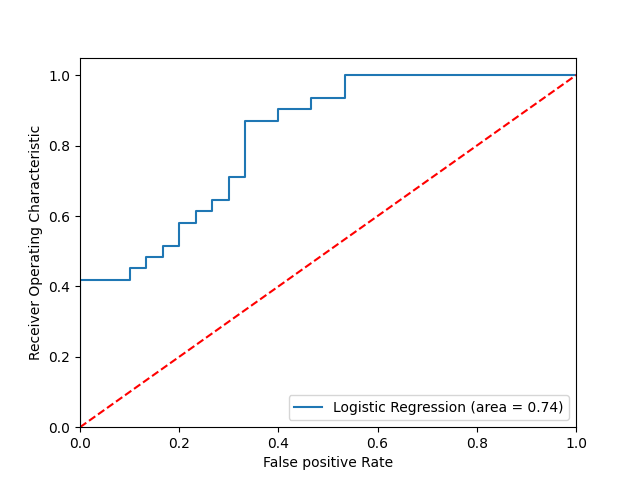 1.0
0.8
0.6
0.4
0.2
0.0
Receiver Operating Characteristic
Logistic Regression (area = 0.74)
0.0 0.2 0.4 0.6 0.8 1.0
False positive Rate